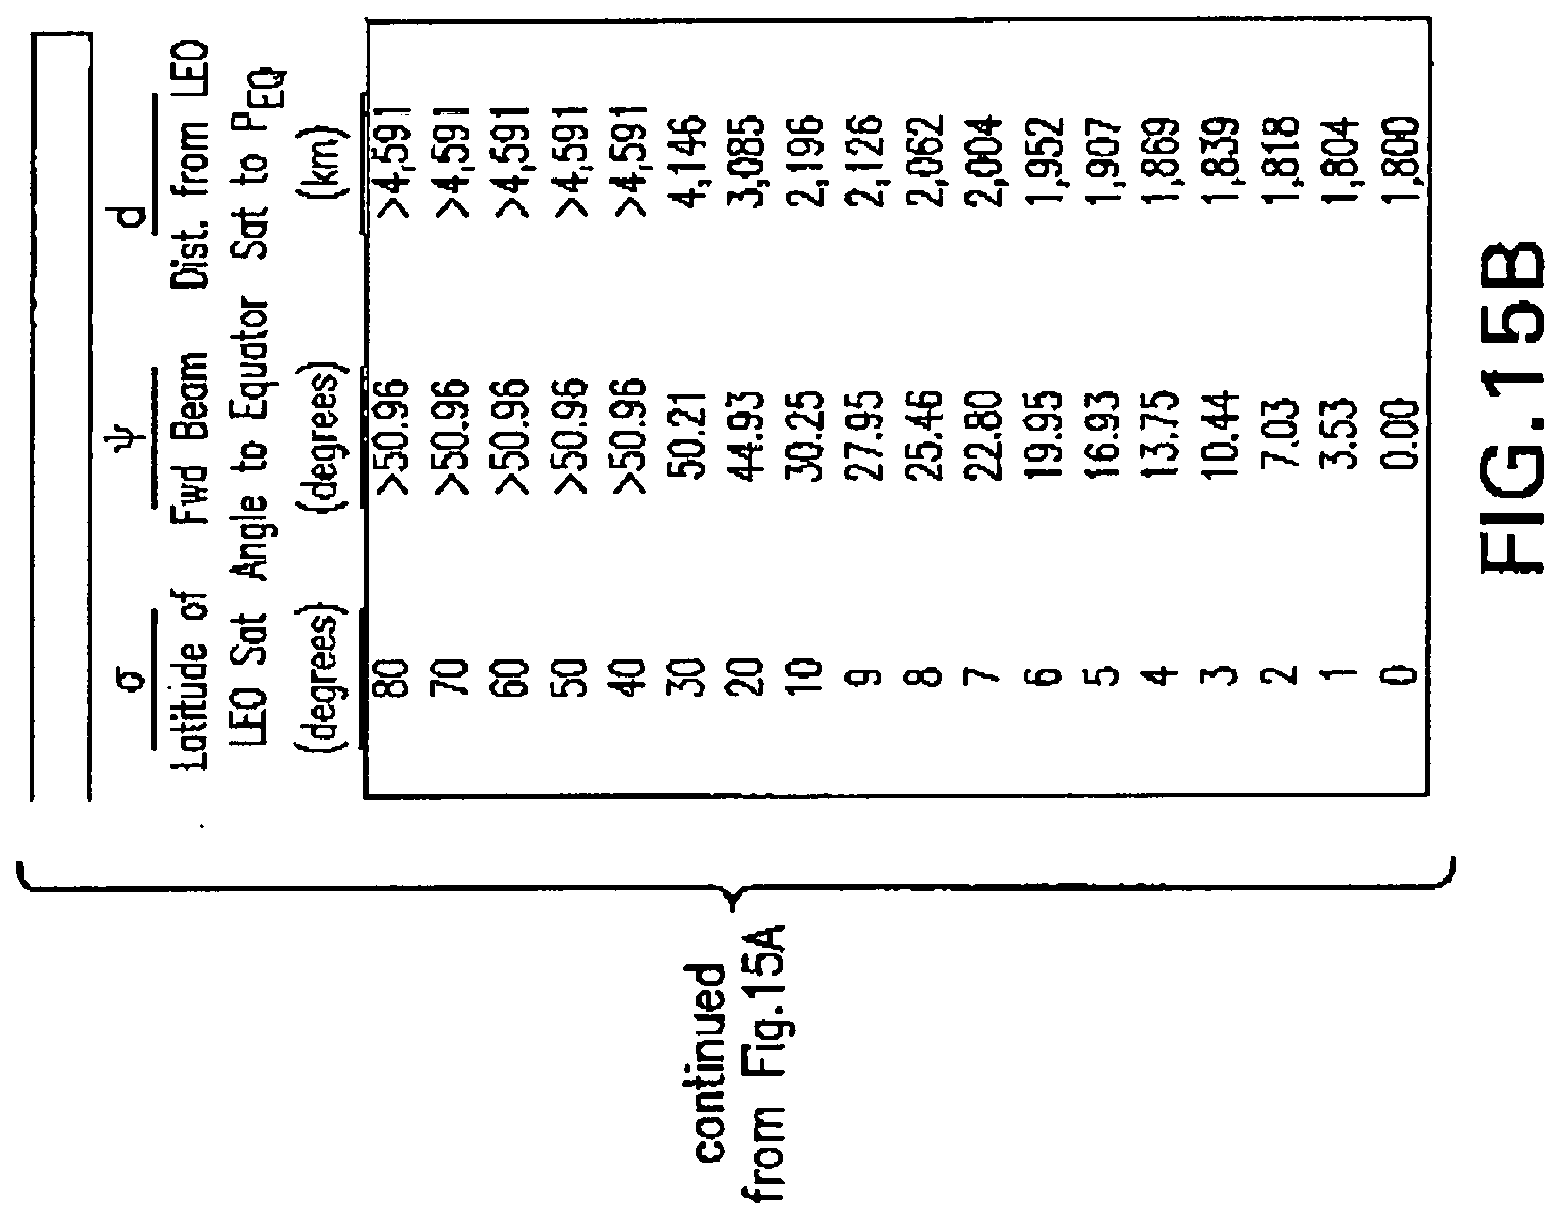 continued
from Fig.15A
σ ψ d
Latitude of Fwd Beam Dist. from LEO
LEO Sat Angle to Equator Sat to PEQ
(degrees) (degrees) (km)
80 >50.96 >4,591
70 >50.96 >4,591
60 >50.96 >4,591
50 >50.96 >4,591
40 >50.96 >4,591
30 50.21 4,146
20 44.93 3,085
10 30.25 2,196
9 27.95 2,126
8 25.46 2,062
7 22.80 2,004
6 19.95 1,952
5 16.93 1,907
4 13.75 1,869
3 10.44 1,839
2 7.03 1,818
1 3.53 1,804
0 0.00 1,800
FIG.15B